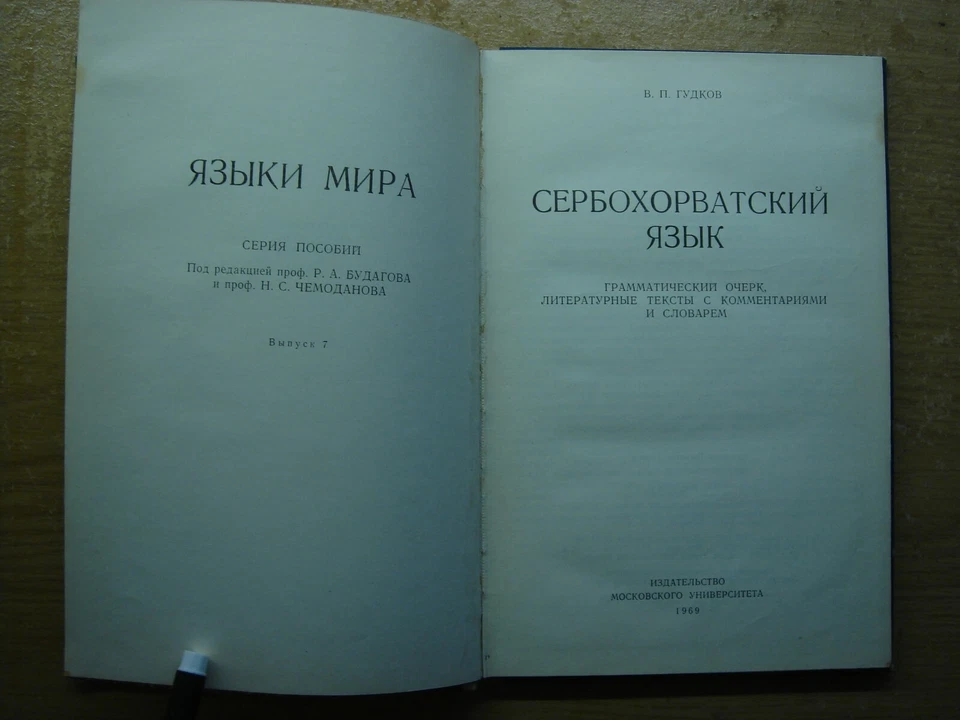 ЯЗЫКИ МИРА
СЕРИЯ ПОСОБИЙ
Под редакцией проф. Р. А. БУДАГОВА
и проф. Н. С. ЧЕМОДАНОВА
Выпуск 7
В. П. ГУДКОВ
СЕРБОХОРВАТСКИЙ
ЯЗЫК
ГРАММАТИЧЕСКИЙ ОЧЕРК,
ЛИТЕРАТУРНЫЕ ТЕКСТЫ С КОММЕНТАРИЯМИ
И СЛОВАРЕМ
ИЗДАТЕЛЬСТВО
МОСКОВСКОГО УНИВЕРСИТЕТА
1969